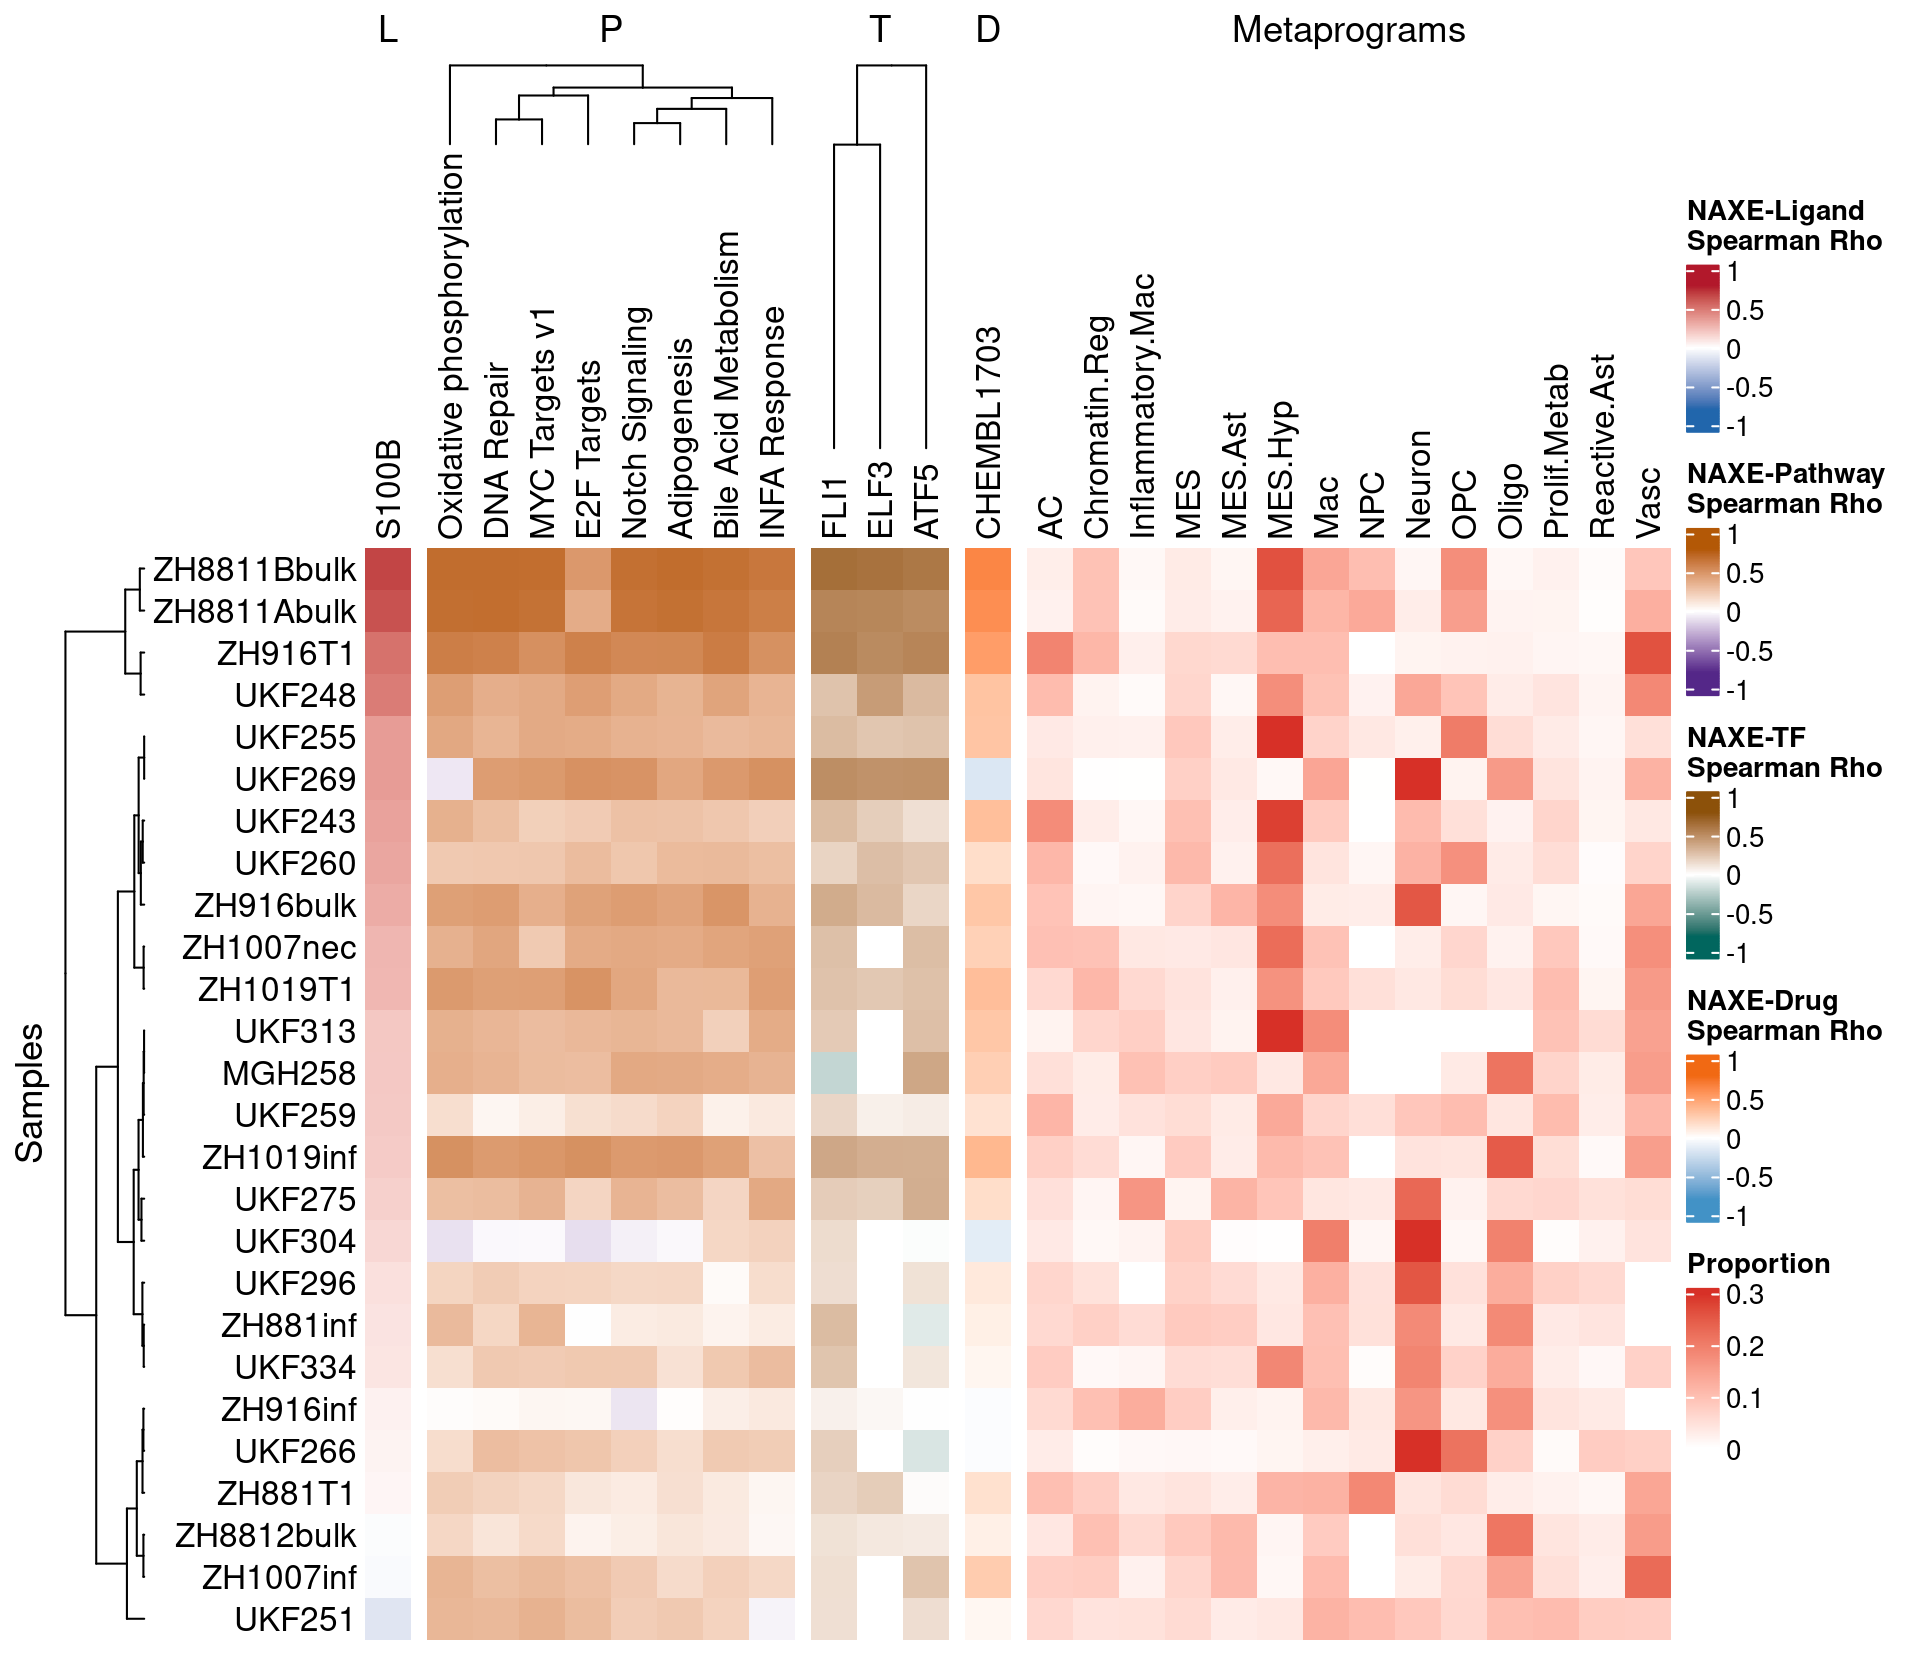 L
P
T
D
Metaprograms
S100B
Oxidative phosphorylation
DNA Repair
MYC Targets v1
E2F Targets
Notch Signaling
Adipogenesis
Bile Acid Metabolism
INFA Response
FLI1
ELF3
ATF5
CHEMBL1703
AC
Chromatin.Reg
Inflammatory.Mac
MES
MES.Ast
MES.Hyp
Mac
NPC
Neuron
OPC
Oligo
Prolif.Metab
Reactive.Ast
Vasc
Samples
ZH8811Bbulk
ZH8811Abulk
ZH916T1
UKF248
UKF255
UKF269
UKF243
UKF260
ZH916bulk
ZH1007nec
ZH1019T1
UKF313
MGH258
UKF259
ZH1019inf
UKF275
UKF304
UKF296
ZH881inf
UKF334
ZH916inf
UKF266
ZH881T1
ZH8812bulk
ZH1007inf
UKF251
NAXE-Ligand
Spearman Rho
1
0.5
0
-0.5
-1
NAXE-Pathway
Spearman Rho
1
0.5
0
-0.5
-1
NAXE-TF
Spearman Rho
1
0.5
0
-0.5
-1
NAXE-Drug
Spearman Rho
1
0.5
0
-0.5
-1
Proportion
0.3
0.2
0.1
0